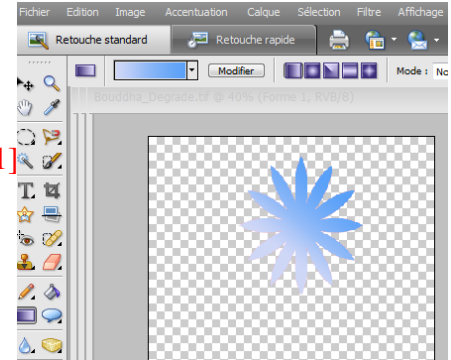 Fichier Edition Image Accentuation Calque Sélection Filtre Affichage
Retouche standard Retouche rapide
Modifier Mode : No
Bouddha_Degrade.tif @ 40% (Forme 1, RVB/8)
1]
T